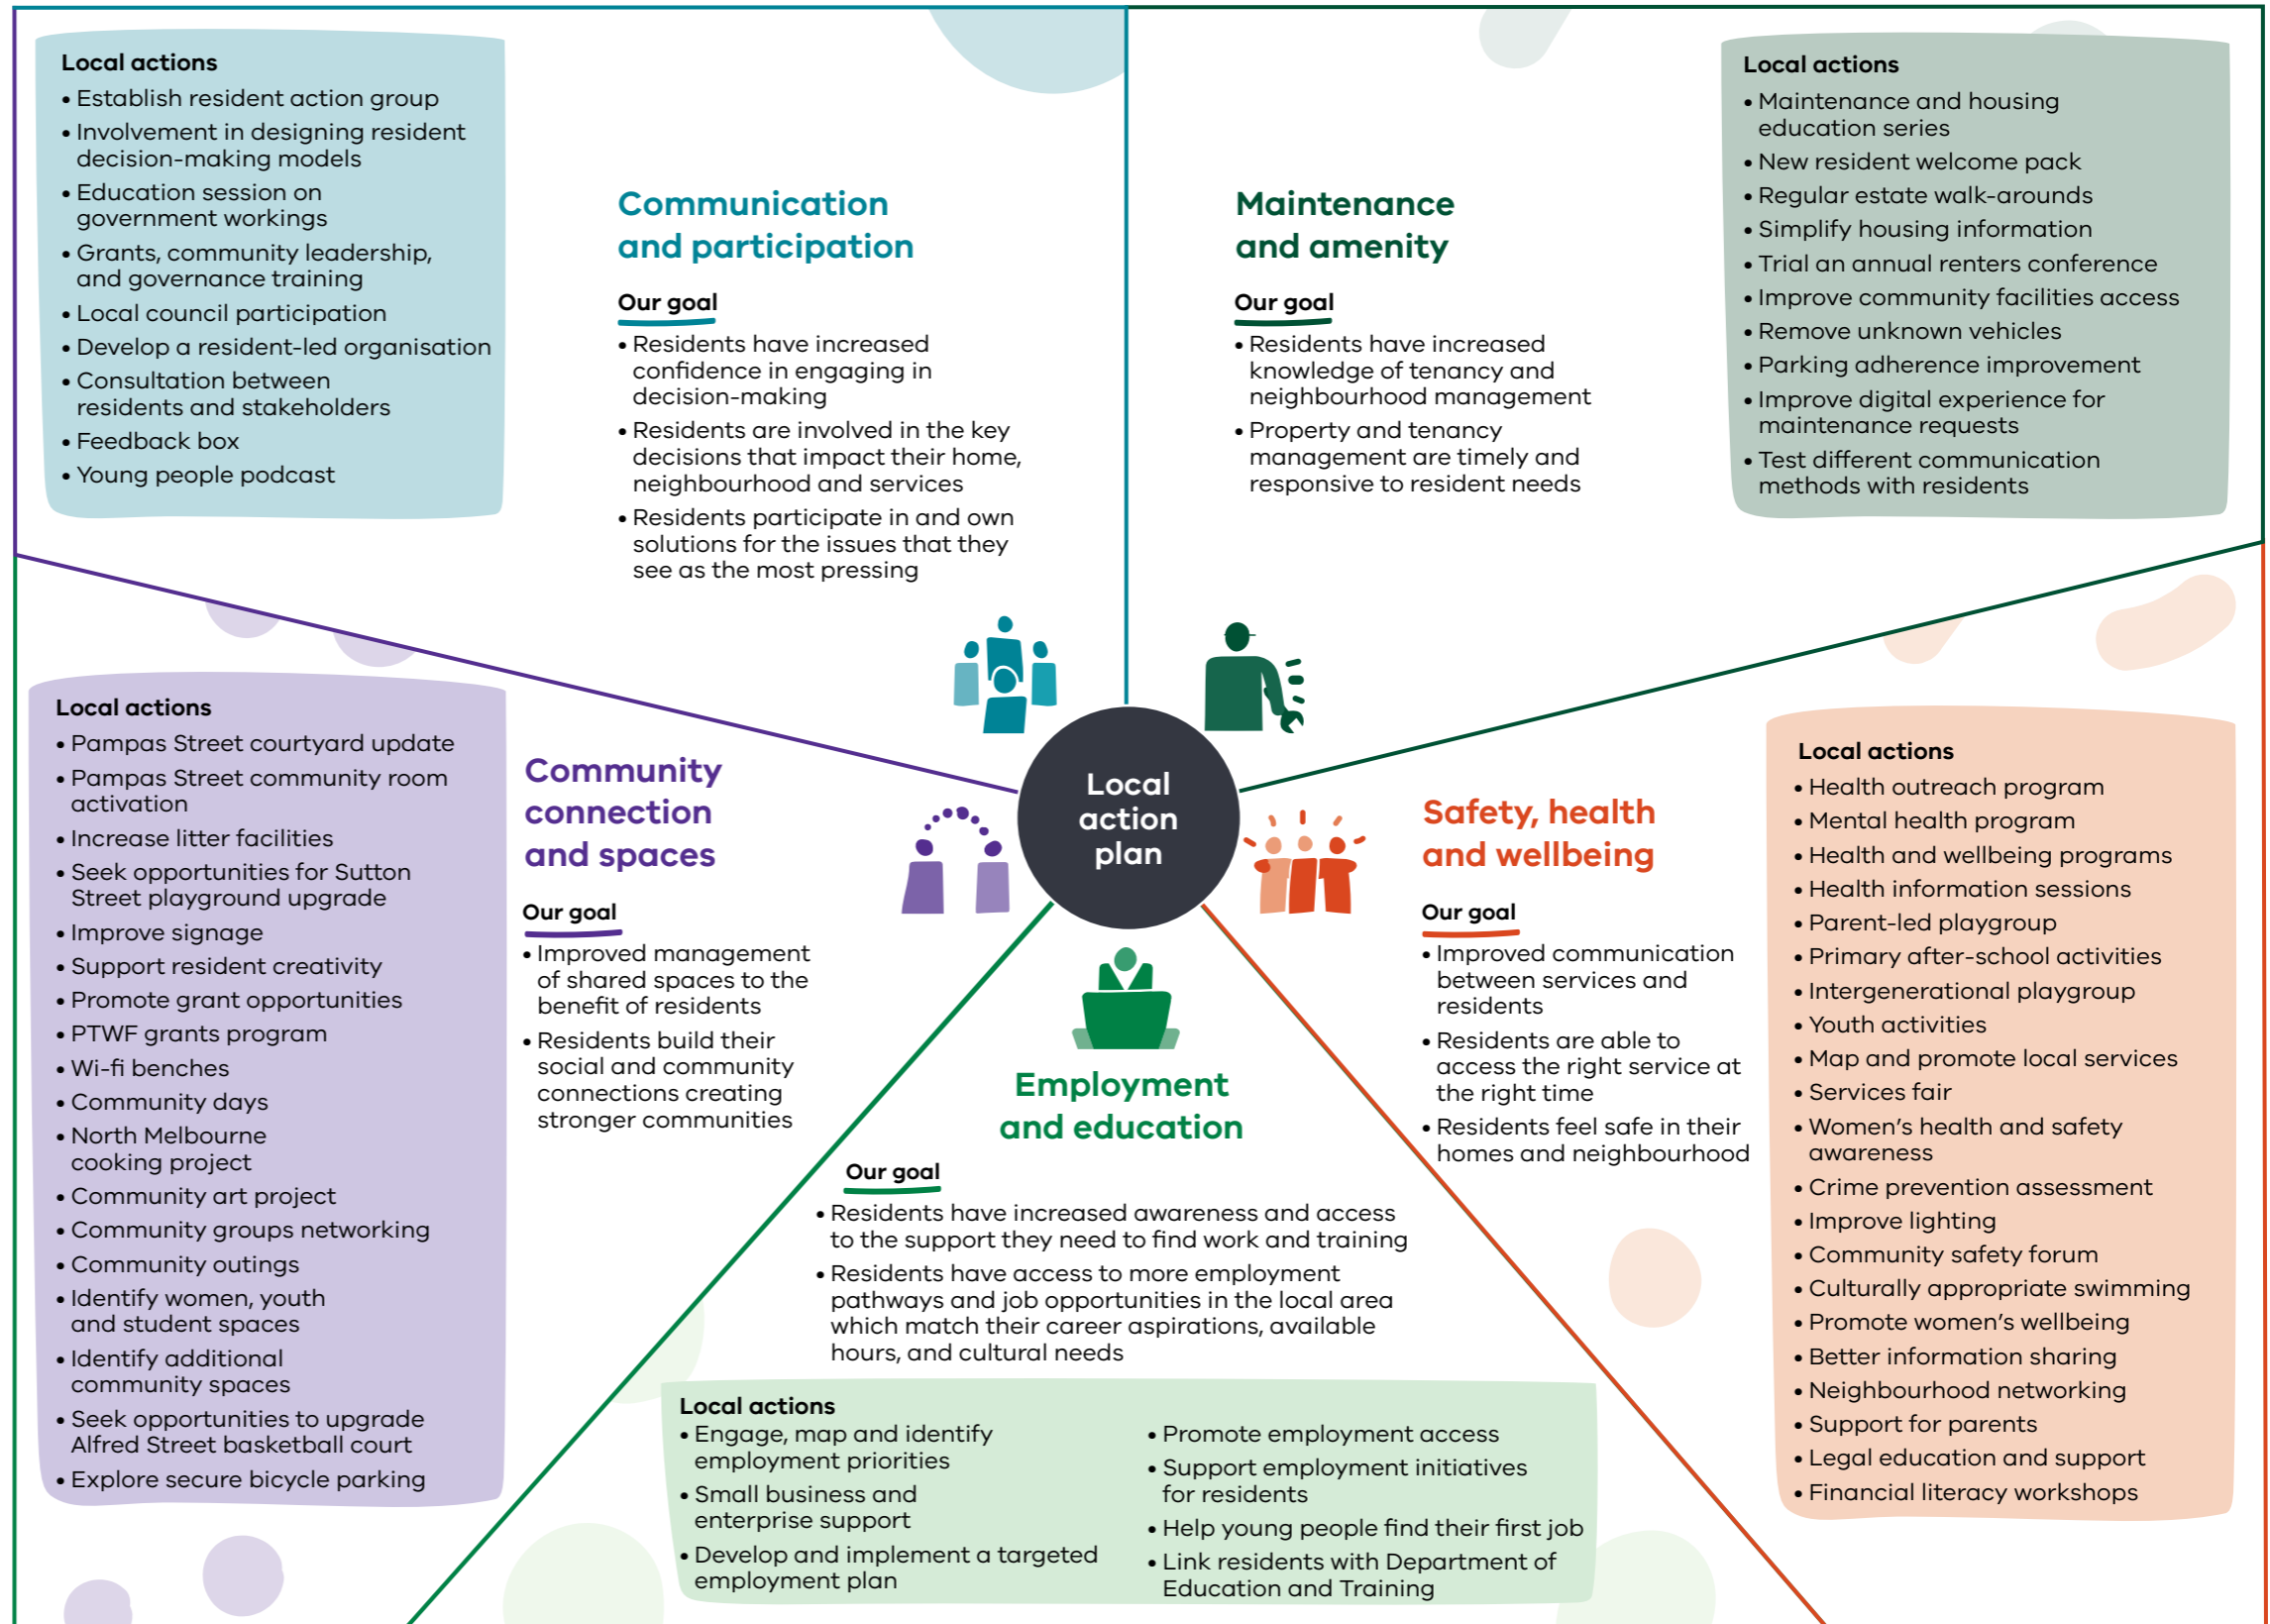 Local actions
• Establish resident action group
• Involvement in designing resident
decision-making models
• Education session on
government workings
• Grants, community leadership,
and governance training
• Local council participation
• Develop a resident-led organisation
• Consultation between
residents and stakeholders
• Feedback box
• Young people podcast
Communication
and participation
Our goal
• Residents have increased
confidence in engaging in
decision-making
• Residents are involved in the key
decisions that impact their home,
neighbourhood and services
• Residents participate in and own
solutions for the issues that they
see as the most pressing
Maintenance
and amenity
Our goal
• Residents have increased
knowledge of tenancy and
neighbourhood management
• Property and tenancy
management are timely and
responsive to resident needs
Local actions
• Maintenance and housing
education series
• New resident welcome pack
• Regular estate walk-arounds
• Simplify housing information
• Trial an annual renters conference
• Improve community facilities access
• Remove unknown vehicles
• Parking adherence improvement
• Improve digital experience for
maintenance requests
• Test different communication
methods with residents
Local actions
• Pampas Street courtyard update
• Pampas Street community room
activation
• Increase litter facilities
• Seek opportunities for Sutton
Street playground upgrade
• Improve signage
• Support resident creativity
• Promote grant opportunities
• PTWF grants program
• Wi-fi benches
• Community days
• North Melbourne
cooking project
• Community art project
• Community groups networking
• Community outings
• Identify women, youth
and student spaces
• Identify additional
community spaces
• Seek opportunities to upgrade
Alfred Street basketball court
• Explore secure bicycle parking
Community
connection
and spaces
Our goal
• Improved management
of shared spaces to the
benefit of residents
• Residents build their
social and community
connections creating
stronger communities
Local
action
plan
Safety, health
and wellbeing
Our goal
• Improved communication
between services and
residents
• Residents are able to
access the right service at
the right time
• Residents feel safe in their
homes and neighbourhood
Local actions
• Health outreach program
• Mental health program
• Health and wellbeing programs
• Health information sessions
• Parent-led playgroup
• Primary after-school activities
• Intergenerational playgroup
• Youth activities
• Map and promote local services
• Services fair
• Women's health and safety
awareness
• Crime prevention assessment
• Improve lighting
• Community safety forum
• Culturally appropriate swimming
• Promote women's wellbeing
• Better information sharing
• Neighbourhood networking
• Support for parents
• Legal education and support
• Financial literacy workshops
Employment
and education
Our goal
• Residents have increased awareness and access
to the support they need to find work and training
• Residents have access to more employment
pathways and job opportunities in the local area
which match their career aspirations, available
hours, and cultural needs
Local actions
• Engage, map and identify
employment priorities
• Small business and
enterprise support
• Develop and implement a targeted
employment plan
• Promote employment access
• Support employment initiatives
for residents
• Help young people find their first job
• Link residents with Department of
Education and Training